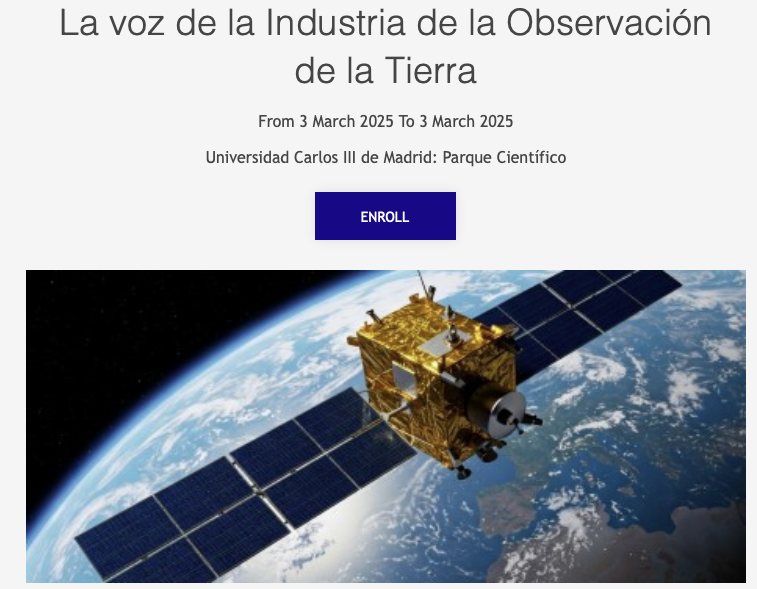 La voz de la Industria de la Observación
de la Tierra
From 3 March 2025 To 3 March 2025
Universidad Carlos III de Madrid: Parque Científico
ENROLL